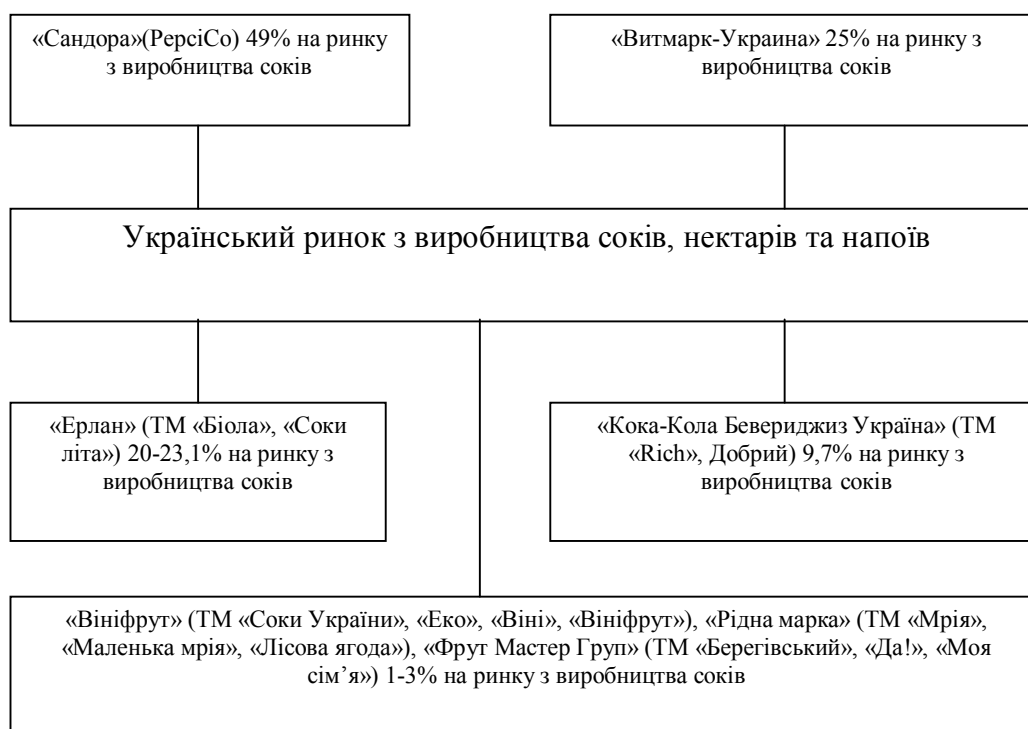 «Сандора»(PepsiCo) 49% на ринку
з виробництва соків
«Витмарк-Украина» 25% на ринку з
виробництва соків
Український ринок з виробництва соків, нектарів та напоїв
«Ерлан» (ТМ «Біола», «Соки
літа») 20-23,1% на ринку з
виробництва соків
«Кока-Кола Бевериджиз Україна» (ТМ
«Rich», Добрий) 9,7% на ринку з
виробництва соків
«Вініфрут» (ТМ «Соки України», «Еко», «Віні», «Вініфрут»), «Рідна марка» (ТМ «Мрія»,
«Маленька мрія», «Лісова ягода»), «Фрут Мастер Груп» (ТМ «Берегівський», «Да!», «Моя
сім’я») 1-3% на ринку з виробництва соків